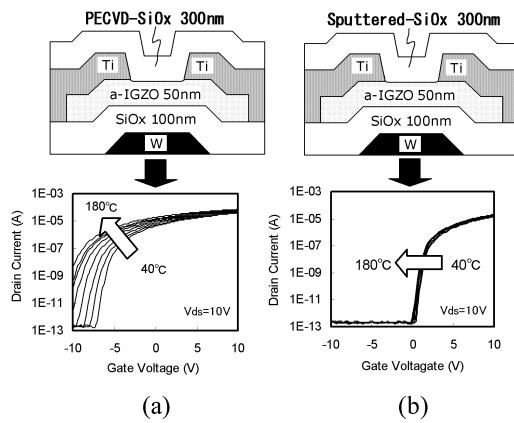 PECVD-SiOx 300nm
Ti
Ti
a-IGZO 50nm
SiOx 100nm
W
1E-03
1E-05
1E-07
1E-09
1E-11
1E-13
Drain Current (A)
180°C
40°C
Vds=10V
-10
-5
0
5
10
Gate Voltage (V)
(a)
Sputtered-SiOx 300nm
Ti
Ti
a-IGZO 50nm
SiOx 100nm
W
1E-03
1E-05
1E-07
1E-09
1E-11
1E-13
Drain Current (A)
180°C
40°C
Vds=10V
-10
-5
0
5
10
Gate Voltagate (V)
(b)